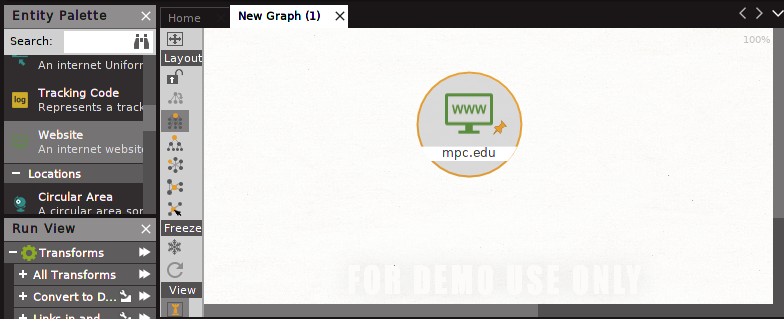 Entity Palette
Home
New Graph (1)
Search:
100%
An internet Unifor
Layout
Tracking Code
log
Represents a track
Website
An internet website
WWW
mpc.edu
Locations
Circular Area
A circular area som
Run View
Freeze
Transforms
All Transforms
Convert to D...
View
Links in and
FOR DEMO USE ONLY